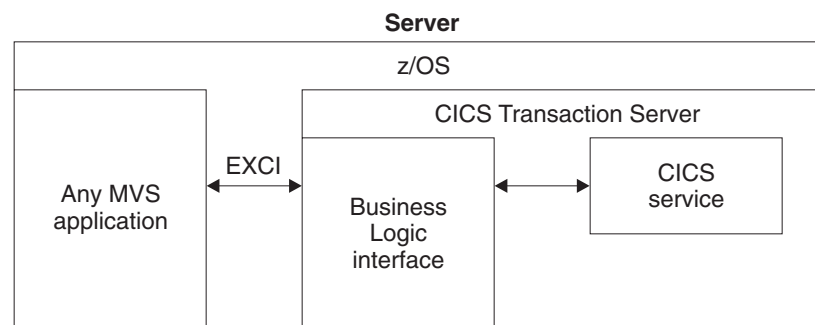 Server
z/OS
CICS Transaction Server
EXCI
Any MVS
application
Business
Logic
interface
CICS
service